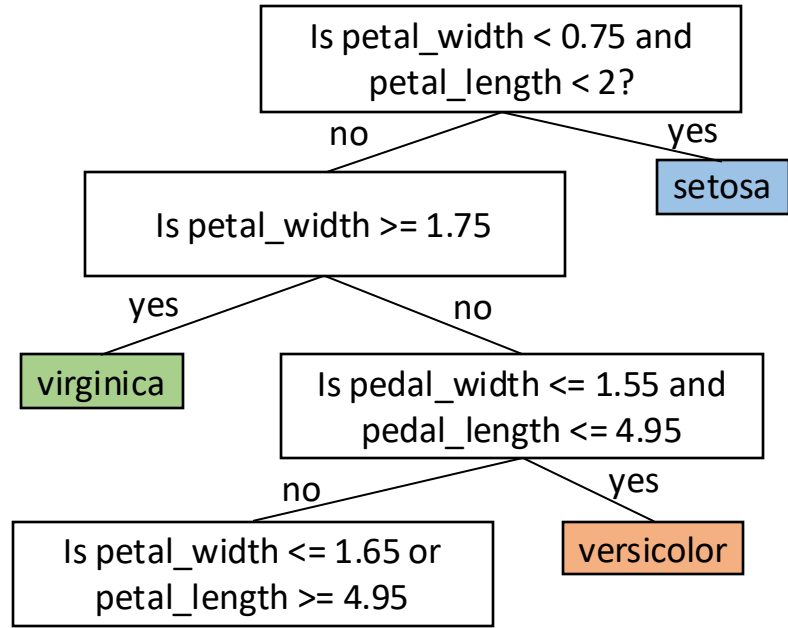 Is petal_width < 0.75 and
petal_length < 2?
no
yes
setosa
Is petal_width >= 1.75
yes
no
virginica
Is pedal_width <= 1.55 and
pedal_length <= 4.95
no
yes
versicolor
Is petal_width <= 1.65 or
petal_length >= 4.95